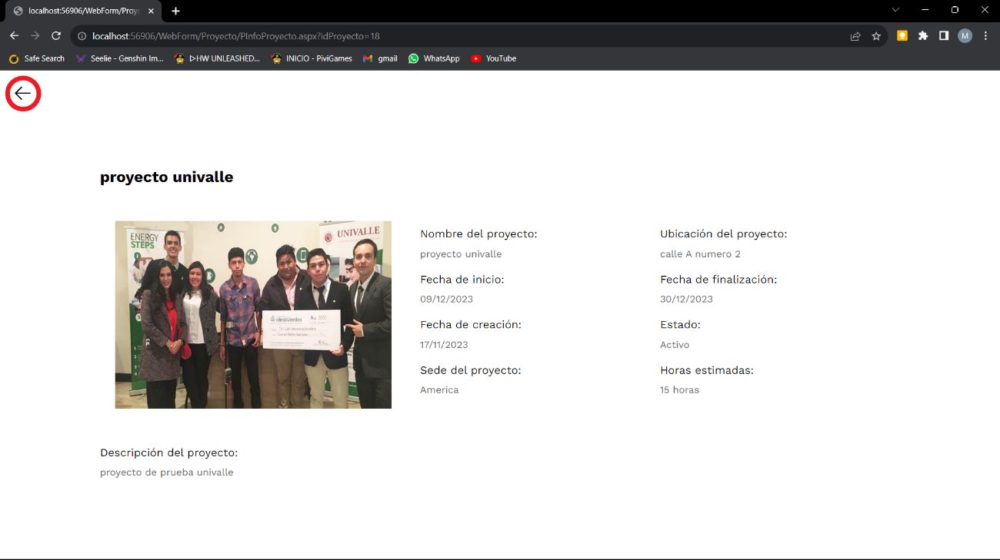 localhost:56906/WebForm/Proy
localhost:56906/WebForm/Proyecto/PInfoProyecto.aspx?idProyecto=18
M
Safe Search
Seelie - Genshin Im...
ᐅHW UNLEASHED...
INICIO - PiviGames
gmail
WhatsApp
YouTube
proyecto univalle
ENERGY
STEPS
UNIVALLE
ideasVerdes
Nombre del proyecto:
proyecto univalle
Ubicación del proyecto:
calle A numero 2
Fecha de inicio:
09/12/2023
Fecha de finalización:
30/12/2023
Fecha de creación:
17/11/2023
Estado:
Activo
Sede del proyecto:
America
Horas estimadas:
15 horas
Descripción del proyecto:
proyecto de prueba univalle